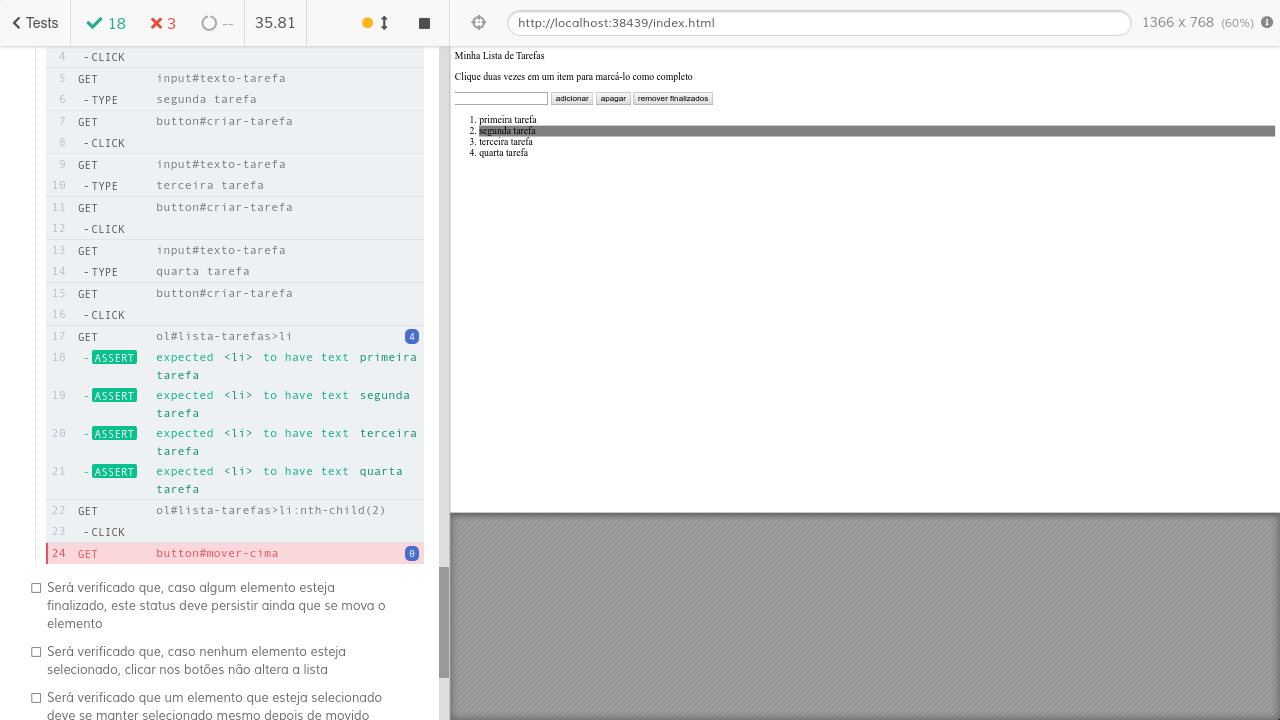 Tests
18
3
--
35.81
http://localhost:38439/index.html
1366 x 768 (60%)
4 -CLICK
5 GET input#texto-tarefa
6 -TYPE segunda tarefa
7 GET button#criar-tarefa
8 -CLICK
9 GET input#texto-tarefa
10 -TYPE terceira tarefa
11 GET button#criar-tarefa
12 -CLICK
13 GET input#texto-tarefa
14 -TYPE quarta tarefa
15 GET button#criar-tarefa
16 -CLICK
17 GET ol#lista-tarefas>li 4
18 -ASSERT expected <li> to have text primeira
tarefa
19 -ASSERT expected <li> to have text segunda
tarefa
20 -ASSERT expected <li> to have text terceira
tarefa
21 -ASSERT expected <li> to have text quarta
tarefa
22 GET ol#lista-tarefas>li:nth-child(2)
23 -CLICK
24 GET button#mover-cima 0
Será verificado que, caso algum elemento esteja
finalizado, este status deve persistir ainda que se mova o
elemento
Será verificado que, caso nenhum elemento esteja
selecionado, clicar nos botões não altera a lista
Será verificado que um elemento que esteja selecionado
deve se manter selecionado mesmo depois de movido
Minha Lista de Tarefas
Clique duas vezes em um item para marcá-lo como completo
adicionar apagar remover finalizados
1. primeira tarefa
2. segunda tarefa
3. terceira tarefa
4. quarta tarefa